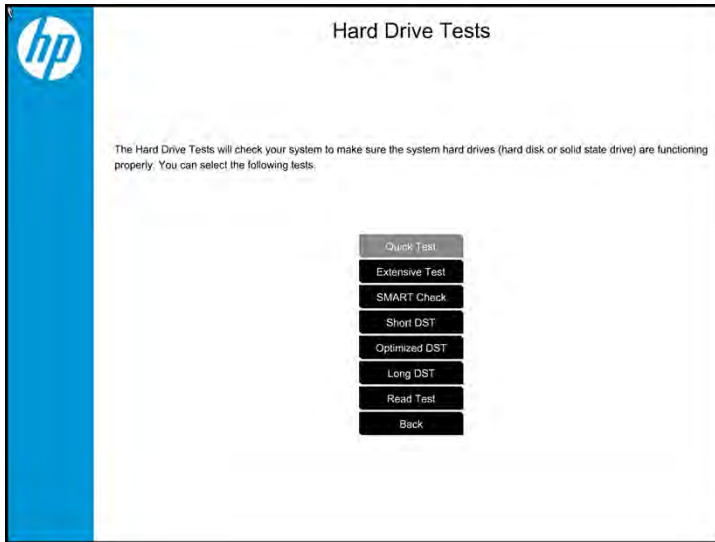 hp
Hard Drive Tests
The Hard Drive Tests will check your system to make sure the system hard drives (hard disk or solid state drive) are functioning
properly. You can select the following tests.
Quick Test
Extensive Test
SMART Check
Short DST
Optimized DST
Long DST
Read Test
Back